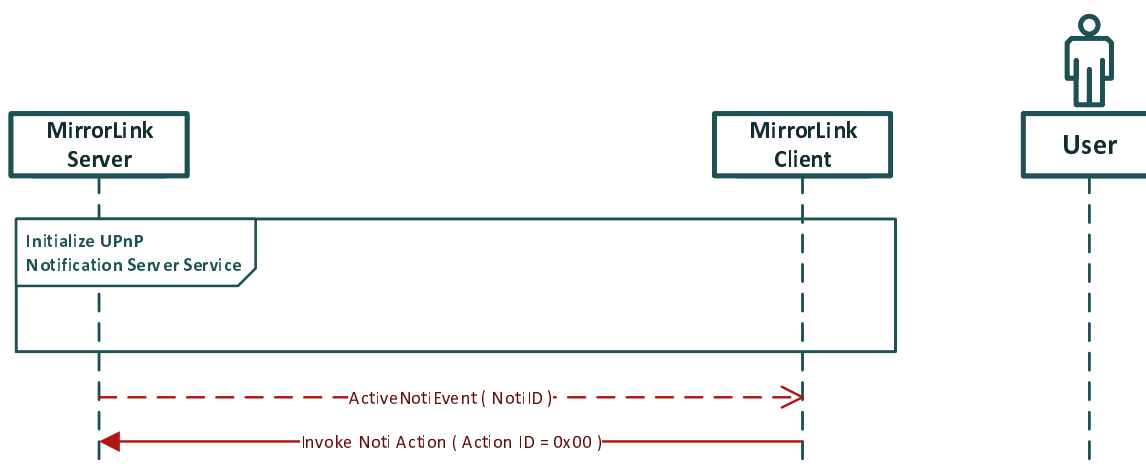 MirrorLink
Server
MirrorLink
Client
User
Initialize UPnP
Notification Server Service
ActiveNotiEvent ( NotiID )
Invoke Noti Action ( Action ID = 0x00 )